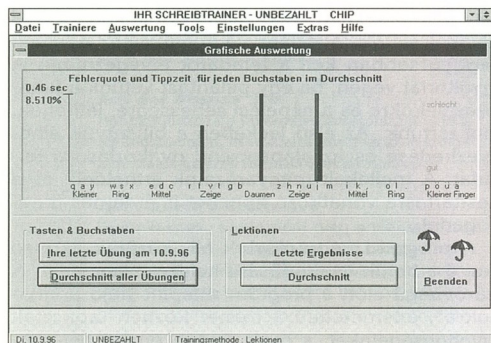 IHR SCHREIBTRAINER - UNBEZAHLT CHIP
Datei Trainiere Auswertung Tools Einstellungen Extras Hilfe
Grafische Auswertung
Fehlerquote und Tippzeit für jeden Buchstaben im Durchschnitt
0.46 sec
8.510%
schlecht
gut
q a y w s x e d c r f v t g b z h n u j m i k , o l . p ö ü ä
Kleiner Ring Mittel Zeige Daumen Zeige Mittel Ring Kleiner Finger
Tasten & Buchstaben
Ihre letzte Übung am 10.9.96
Durchschnitt aller Übungen
Lektionen
Letzte Ergebnisse
Durchschnitt
Beenden
Di. 10.9.96 UNBEZAHLT Trainingsmethode : Lektionen